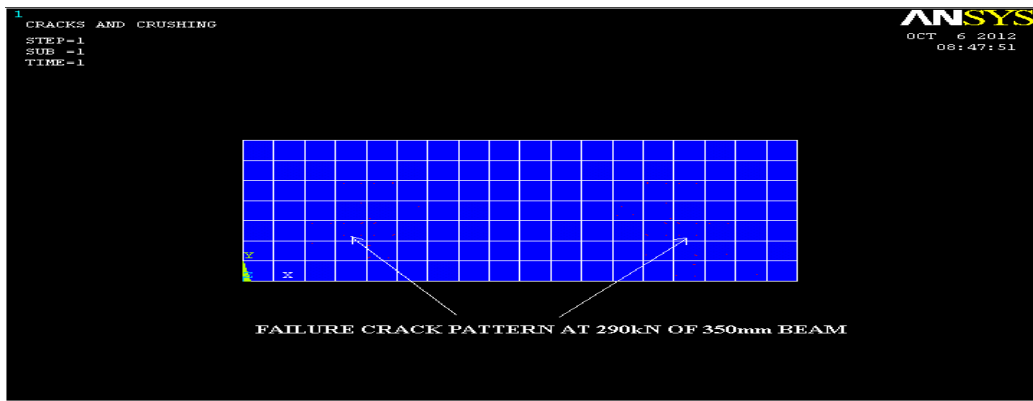 1
CRACKS AND CRUSHING
STEP=1
SUB =1
TIME=1
ANSYS
OCT 6 2012
08:47:51
Y
X
FAILURE CRACK PATTERN AT 290kN OF 350mm BEAM